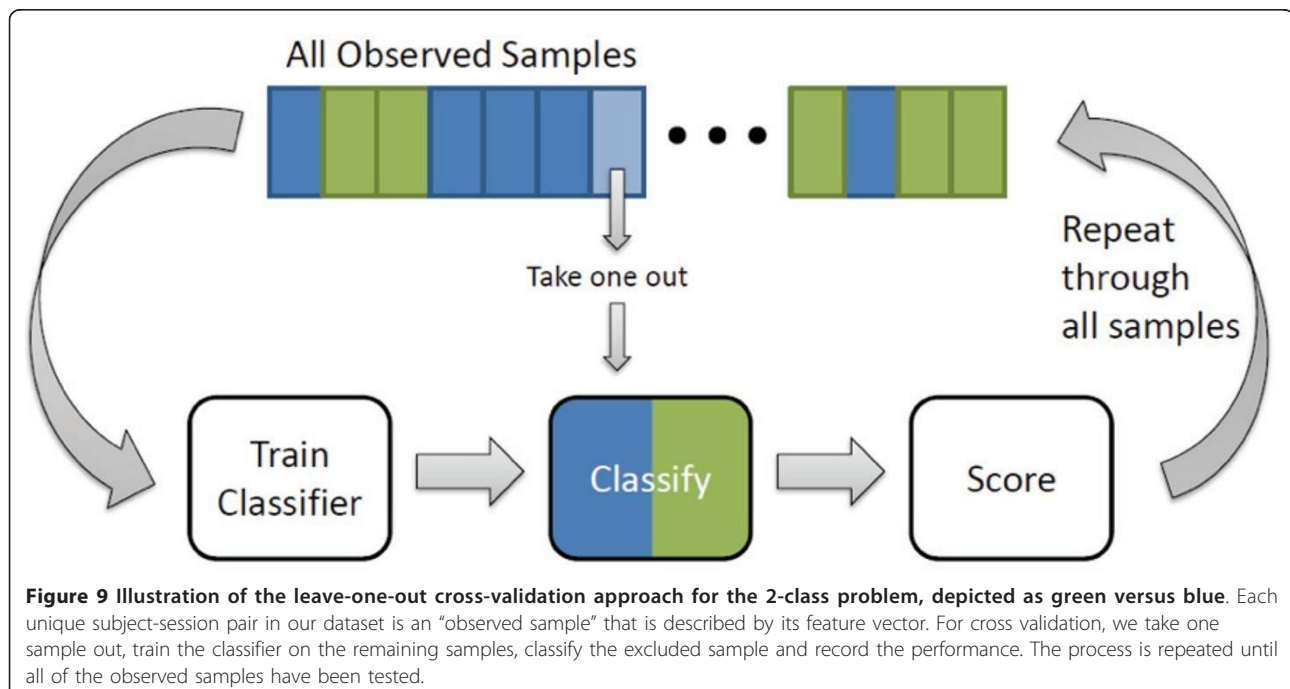 All Observed Samples
Take one out
Repeat
through
all samples
Train
Classifier
Classify
Score
Figure 9 Illustration of the leave-one-out cross-validation approach for the 2-class problem, depicted as green versus blue. Each
unique subject-session pair in our dataset is an “observed sample” that is described by its feature vector. For cross validation, we take one
sample out, train the classifier on the remaining samples, classify the excluded sample and record the performance. The process is repeated until
all of the observed samples have been tested.